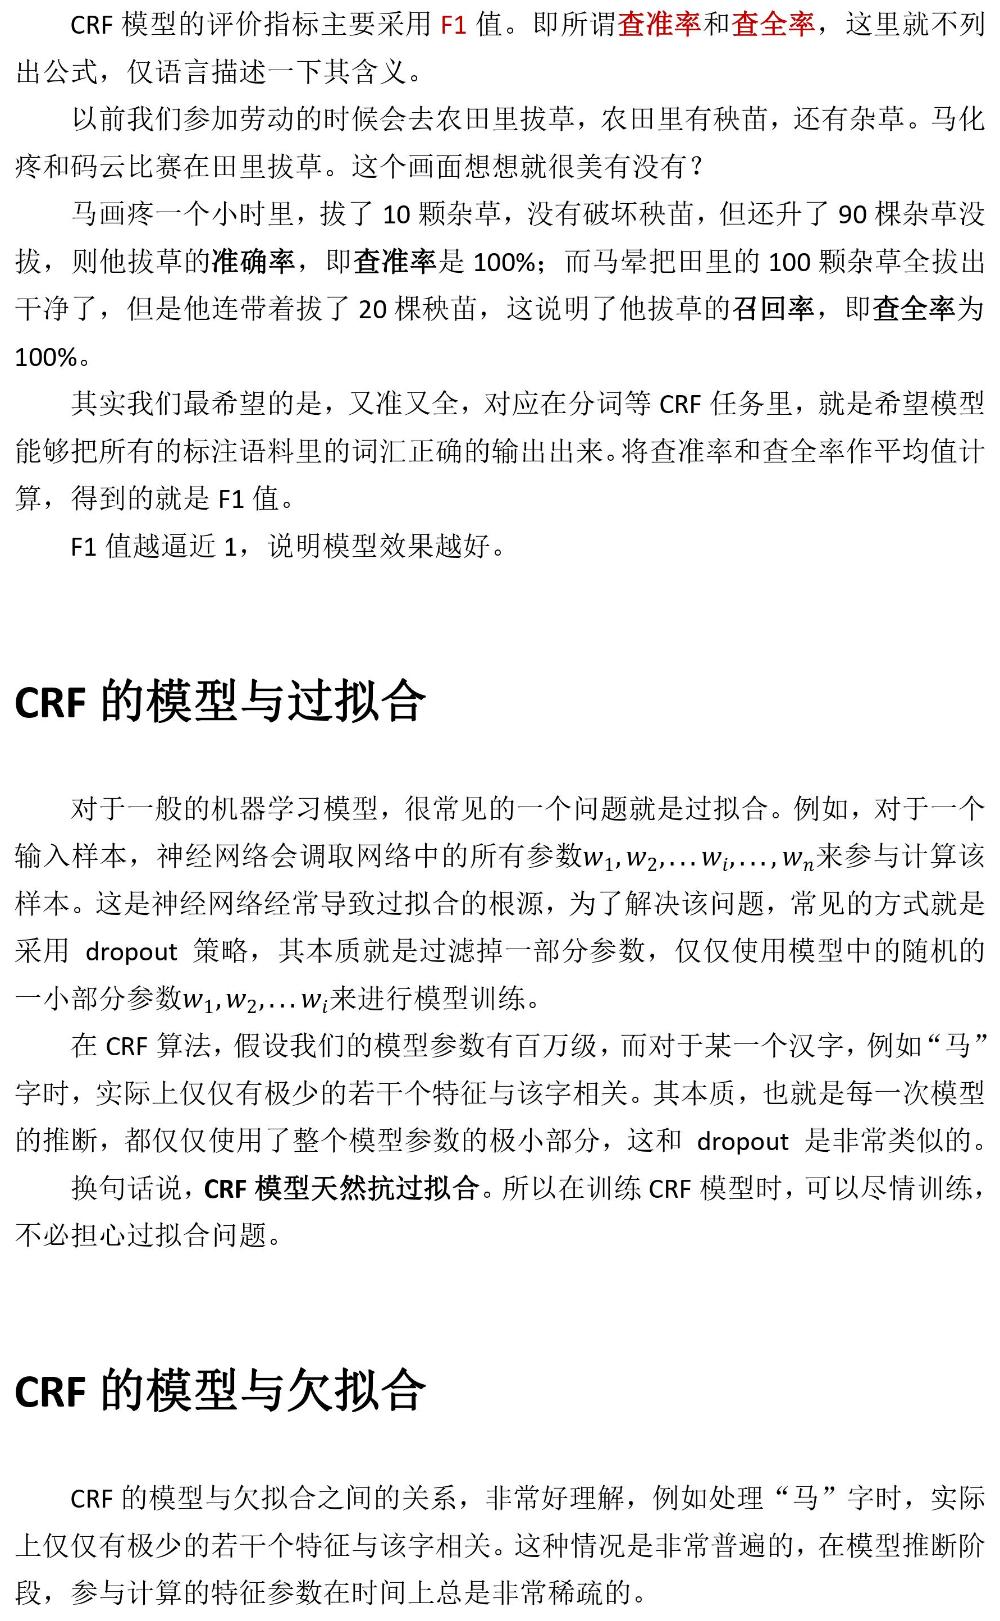 CRF 模型的评价指标主要采用 F1 值。即所谓查准率和查全率，这里就不列
出公式，仅语言描述一下其含义。
以前我们参加劳动的时候会去农田里拔草，农田里有秧苗，还有杂草。马化
疼和码云比赛在田里拔草。这个画面想想就很美有没有？
马画疼一个小时里，拔了 10 颗杂草，没有破坏秧苗，但还升了 90 棵杂草没
拔，则他拔草的准确率，即查准率是 100%；而马晕把田里的 100 颗杂草全拔出
干净了，但是他连带着拔了 20 棵秧苗，这说明了他拔草的召回率，即查全率为
100%。
其实我们最希望的是，又准又全，对应在分词等 CRF 任务里，就是希望模型
能够把所有的标注语料里的词汇正确的输出出来。将查准率和查全率作平均值计
算，得到的就是 F1 值。
F1 值越逼近 1，说明模型效果越好。
CRF 的模型与过拟合
对于一般的机器学习模型，很常见的一个问题就是过拟合。例如，对于一个
输入样本，神经网络会调取网络中的所有参数w₁,w₂,…wᵢ,…,wₙ来参与计算该
样本。这是神经网络经常导致过拟合的根源，为了解决该问题，常见的方式就是
采用 dropout 策略，其本质就是过滤掉一部分参数，仅仅使用模型中的随机的
一小部分参数w₁,w₂,…wᵢ来进行模型训练。
在 CRF 算法，假设我们的模型参数有百万级，而对于某一个汉字，例如“马”
字时，实际上仅仅有极少的若干个特征与该字相关。其本质，也就是每一次模型
的推断，都仅仅使用了整个模型参数的极小部分，这和 dropout 是非常类似的。
换句话说，CRF 模型天然抗过拟合。所以在训练 CRF 模型时，可以尽情训练，
不必担心过拟合问题。
CRF 的模型与欠拟合
CRF 的模型与欠拟合之间的关系，非常好理解，例如处理“马”字时，实际
上仅仅有极少的若干个特征与该字相关。这种情况是非常普遍的，在模型推断阶
段，参与计算的特征参数在时间上总是非常稀疏的。